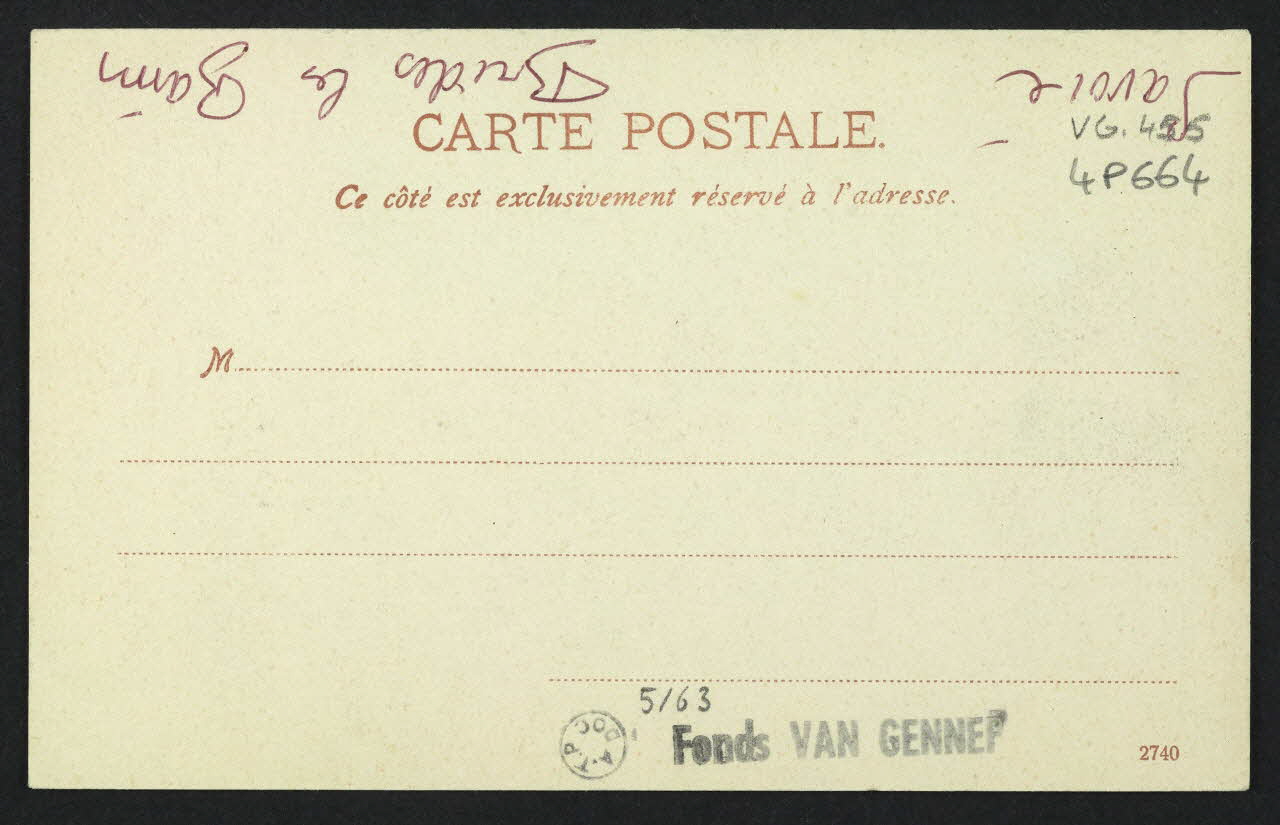 Savoie - Brides les Bains
CARTE POSTALE.
VG.485
4P664
Ce côté est exclusivement réservé à l'adresse.
M
5/63
DOC A.T.P
Fonds VAN GENNEP
2740